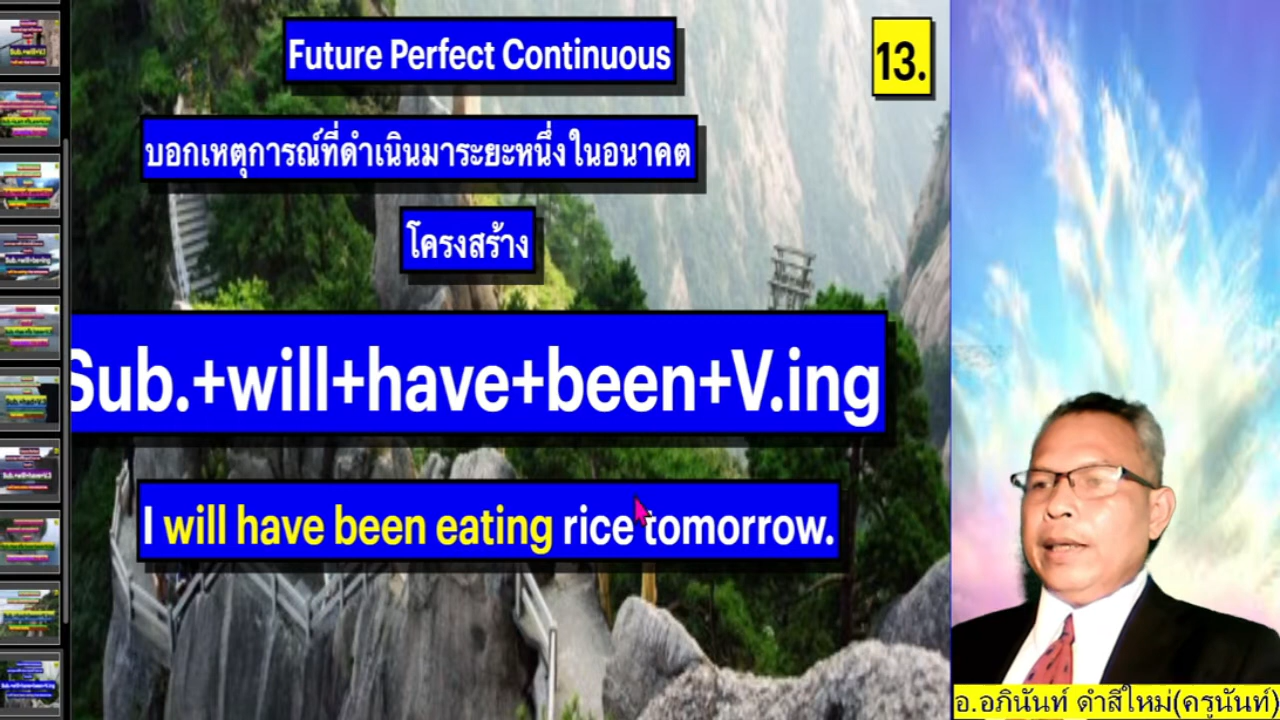 Future Perfect Continuous
13.
บอกเหตุการณ์ที่ดำเนินมาระยะหนึ่งในอนาคต
โครงสร้าง
Sub.+will+have+been+V.ing
I will have been eating rice tomorrow.
อ.อภินันท์ ดำสีใหม่(ครูนันท์)